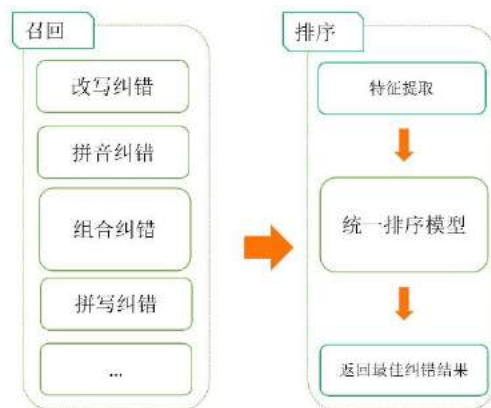 召回
改写纠错
拼音纠错
组合纠错
拼写纠错
...
排序
特征提取
统一排序模型
返回最佳纠错结果